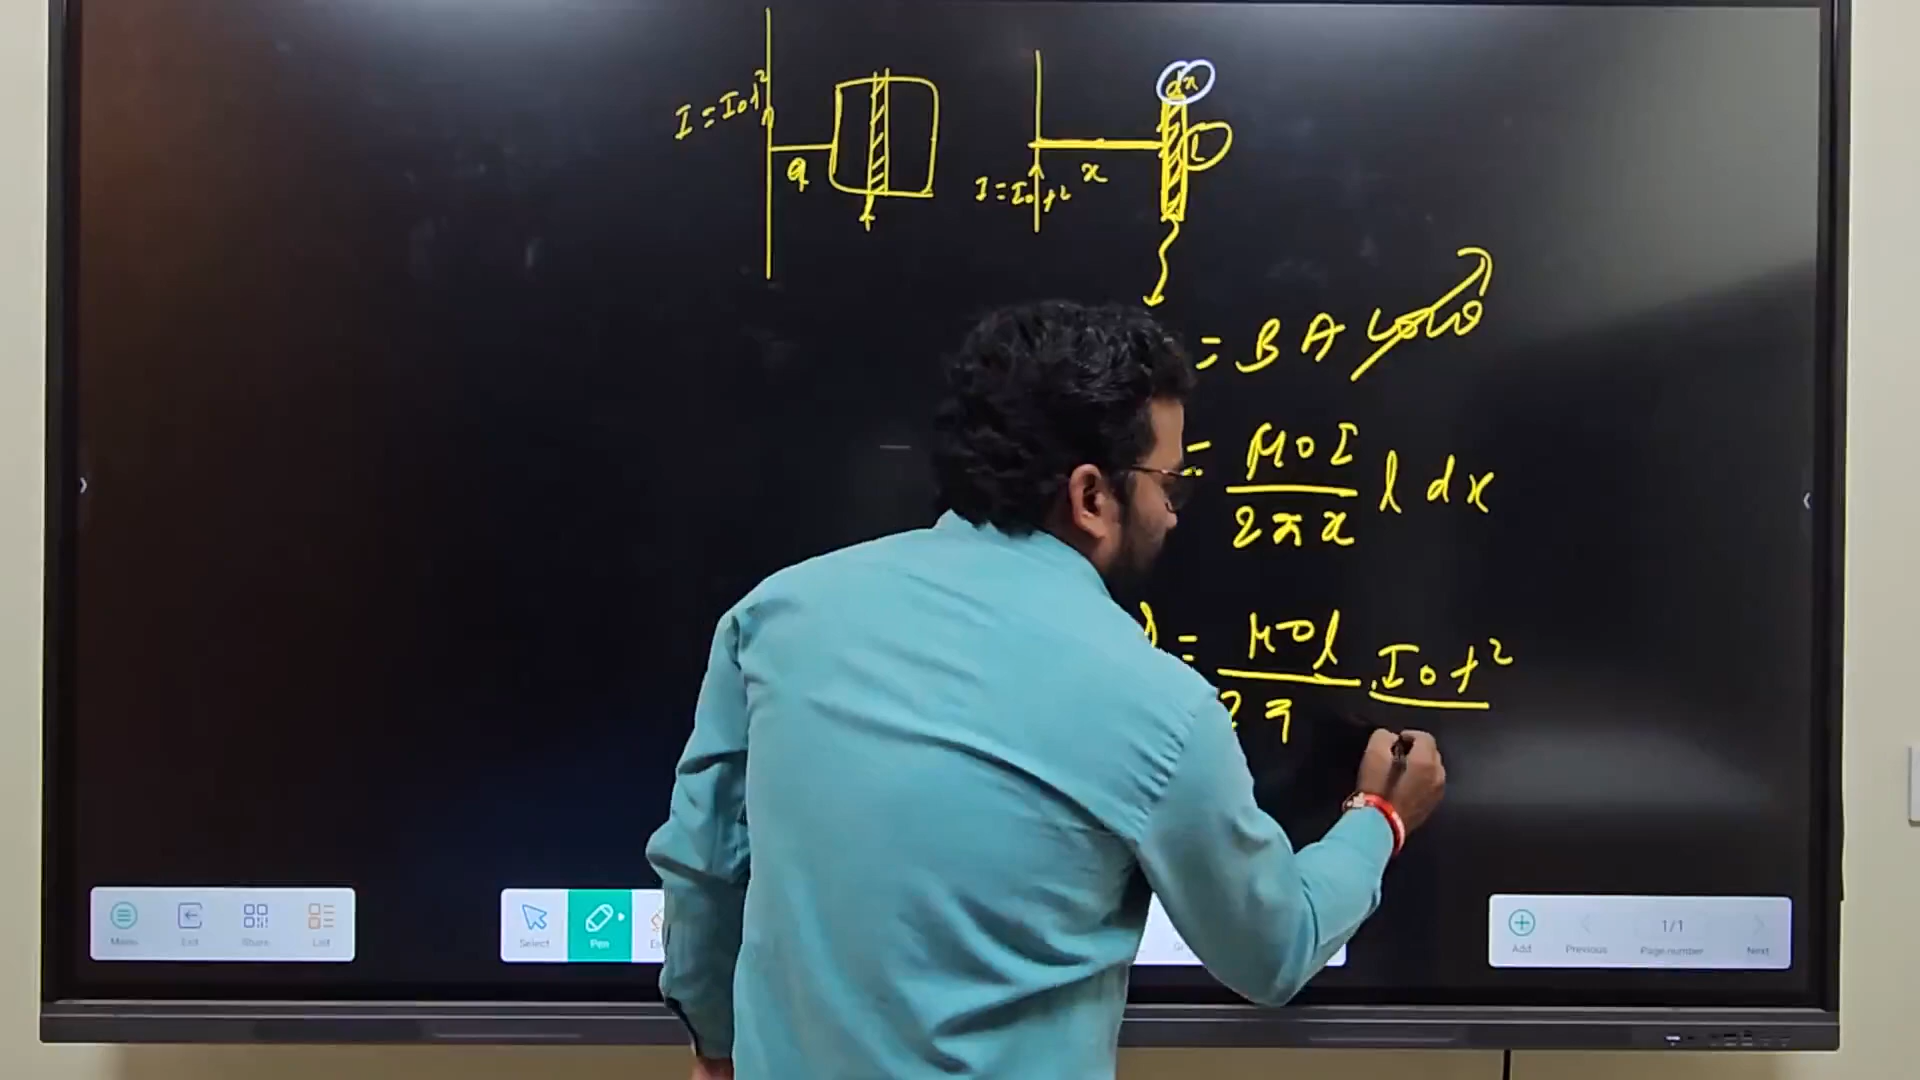 I = I₀t²
a
dx
l
x
I = I₀t²
= B A cosθ
= μ₀I / 2πx l dx
= μ₀l / 2π . I₀t²
Menu
Exit
Share
List
Select
Pen
Add
Previous
1/1
Page number
Next